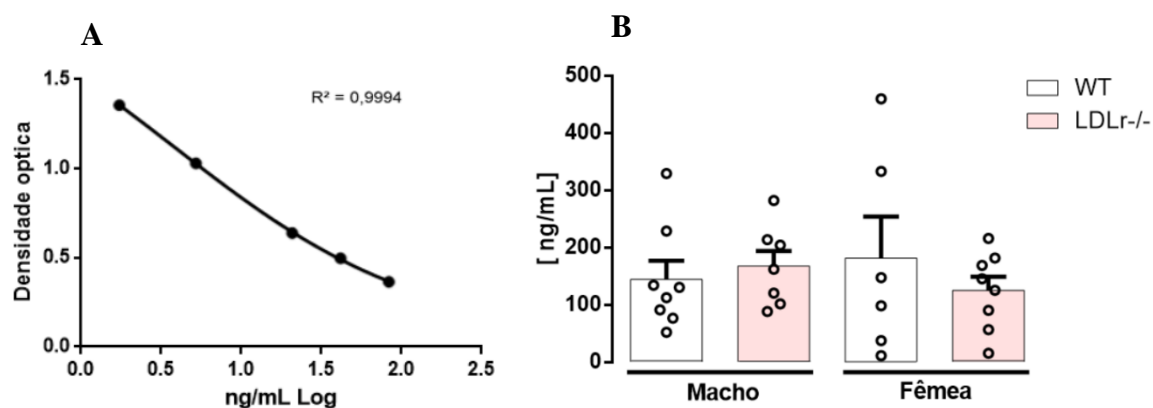 A
1.5
1.0
0.5
0.0
Densidade optica
R² = 0,9994
0.0 0.5 1.0 1.5 2.0 2.5
ng/mL Log
B
500
400
300
200
100
0
[ ng/mL]
WT
LDLr-/-
Macho Fêmea